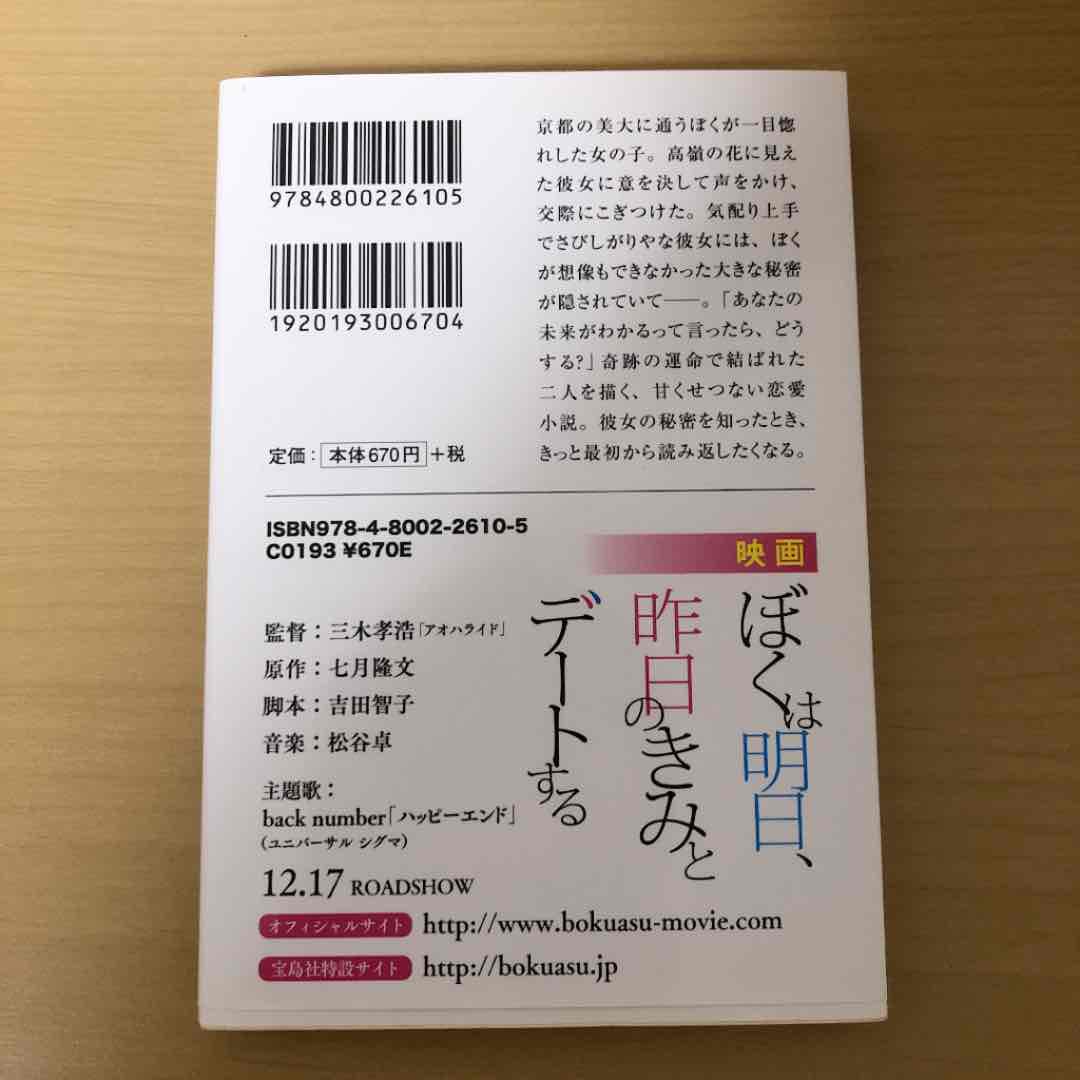 9784800226105
1920193006704
定価：本体670円+税
京都の美大に通うぼくが一目惚
れした女の子。高嶺の花に見え
た彼女に意を決して声をかけ、
交際にこぎつけた。気配り上手
でさびしがりやな彼女には、ぼく
が想像もできなかった大きな秘密
が隠されていて――。「あなたの
未来がわかるって言ったら、どう
する?」奇跡の運命で結ばれた
二人を描く、甘くせつない恋愛
小説。彼女の秘密を知ったとき、
きっと最初から読み返したくなる。
ISBN978-4-8002-2610-5
C0193 ¥670E
映画
ぼくは明日、
昨日のきみと
デートする
監督：三木孝浩「アオハライド」
原作：七月隆文
脚本：吉田智子
音楽：松谷卓
主題歌：
back number「ハッピーエンド」
（ユニバーサル シグマ）
12.17 ROADSHOW
オフィシャルサイト http://www.bokuasu-movie.com
宝島社特設サイト http://bokuasu.jp